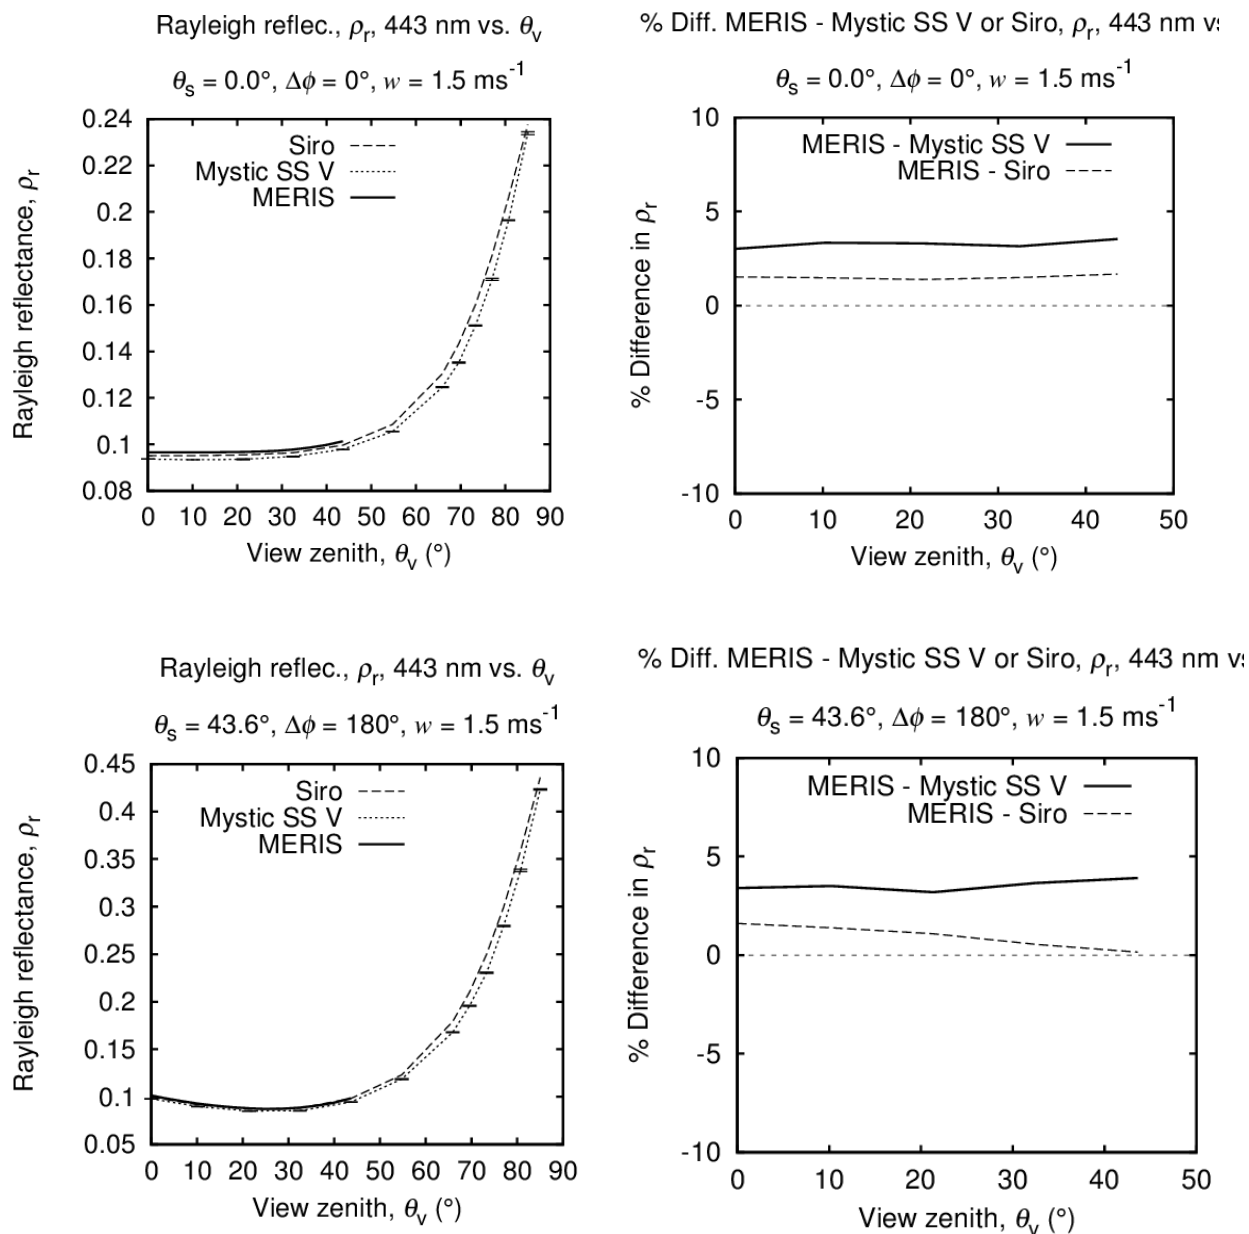 Rayleigh reflec., ρr, 443 nm vs. θv
θs = 0.0°, Δϕ = 0°, w = 1.5 ms-1
0.24
0.22
0.2
0.18
0.16
0.14
0.12
0.1
0.08
Rayleigh reflectance, ρr
Siro
Mystic SS V
MERIS
0 10 20 30 40 50 60 70 80 90
View zenith, θv (°)
% Diff. MERIS - Mystic SS V or Siro, ρr, 443 nm vs
θs = 0.0°, Δϕ = 0°, w = 1.5 ms-1
10
5
0
-5
-10
% Difference in ρr
MERIS - Mystic SS V
MERIS - Siro
0 10 20 30 40 50
View zenith, θv (°)
Rayleigh reflec., ρr, 443 nm vs. θv
θs = 43.6°, Δϕ = 180°, w = 1.5 ms-1
0.45
0.4
0.35
0.3
0.25
0.2
0.15
0.1
0.05
Rayleigh reflectance, ρr
Siro
Mystic SS V
MERIS
0 10 20 30 40 50 60 70 80 90
View zenith, θv (°)
% Diff. MERIS - Mystic SS V or Siro, ρr, 443 nm vs
θs = 43.6°, Δϕ = 180°, w = 1.5 ms-1
10
5
0
-5
-10
% Difference in ρr
MERIS - Mystic SS V
MERIS - Siro
0 10 20 30 40 50
View zenith, θv (°)